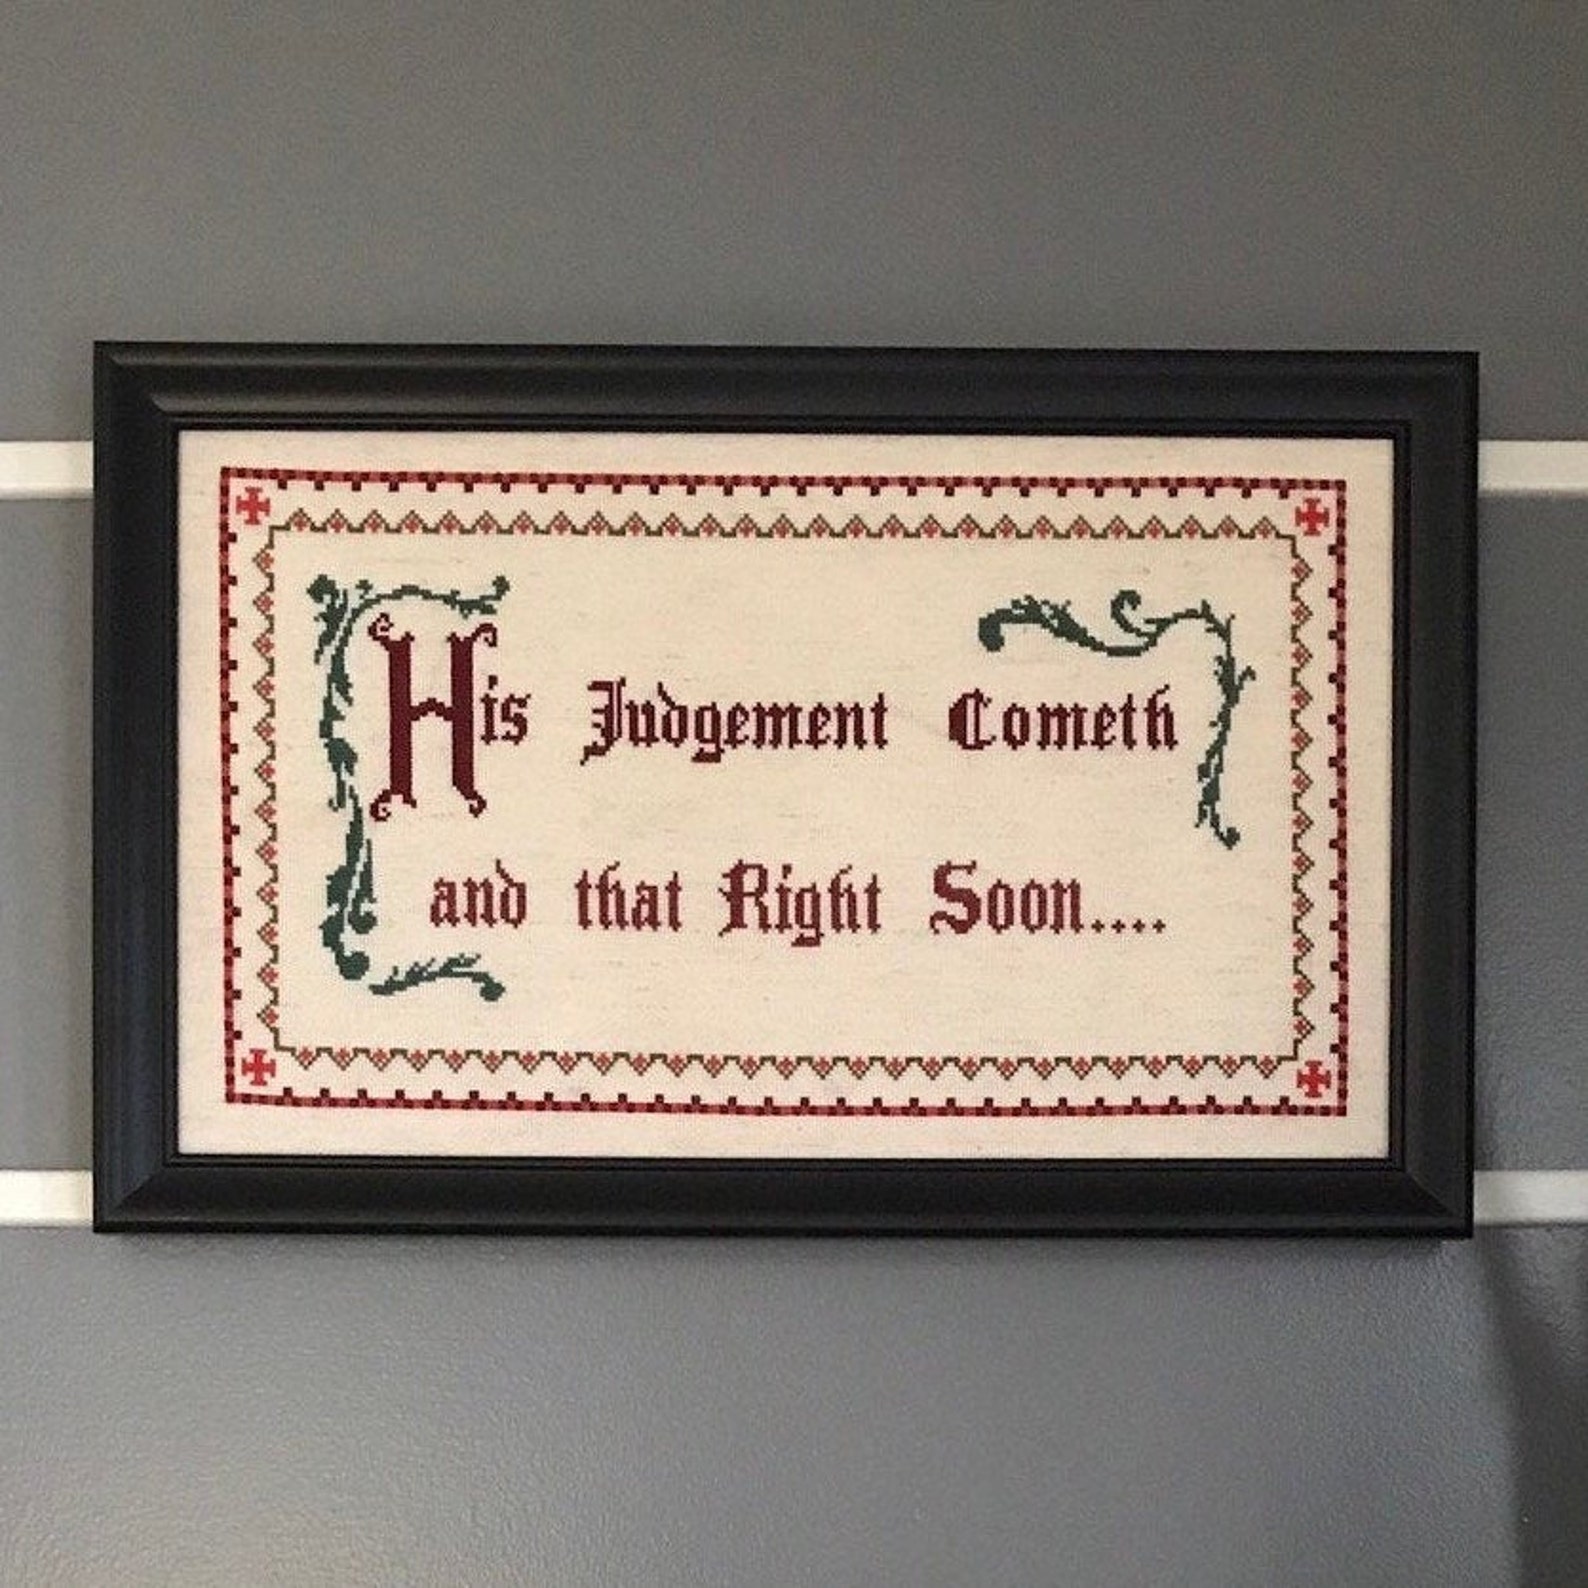 His Judgement Cometh
and that Right Soon....